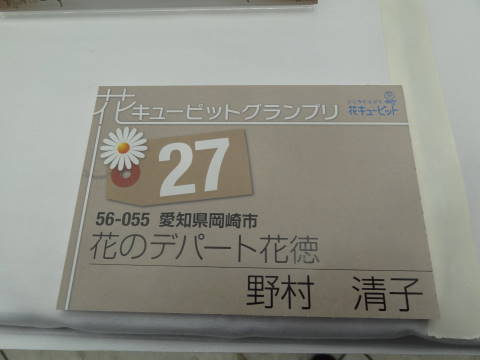 花キューピットグランプリ
花キューピット
27
56-055 愛知県岡崎市
花のデパート花徳
野村 清子